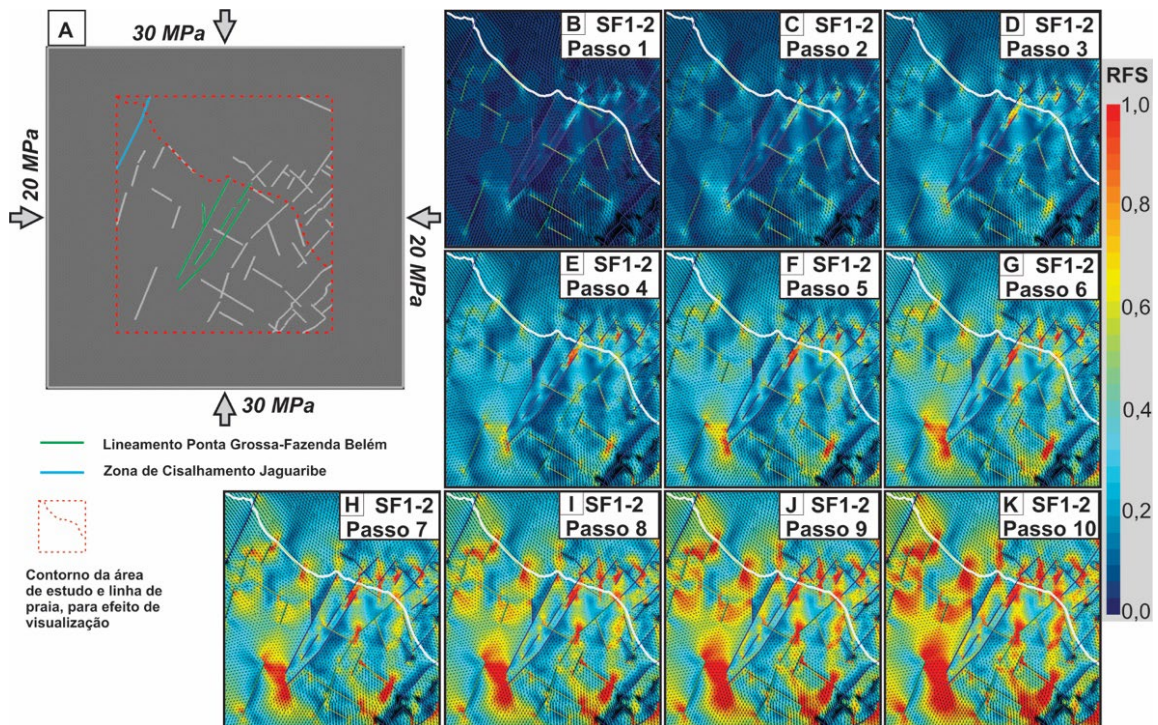 A
30 MPa
20 MPa
20 MPa
30 MPa
Lineamento Ponta Grossa-Fazenda Belém
Zona de Cisalhamento Jaguaribe
Contorno da área
de estudo e linha de
praia, para efeito de
visualização
B SF1-2
Passo 1
C SF1-2
Passo 2
D SF1-2
Passo 3
E SF1-2
Passo 4
F SF1-2
Passo 5
G SF1-2
Passo 6
H SF1-2
Passo 7
I SF1-2
Passo 8
J SF1-2
Passo 9
K SF1-2
Passo 10
RFS
1,0
0,8
0,6
0,4
0,2
0,0